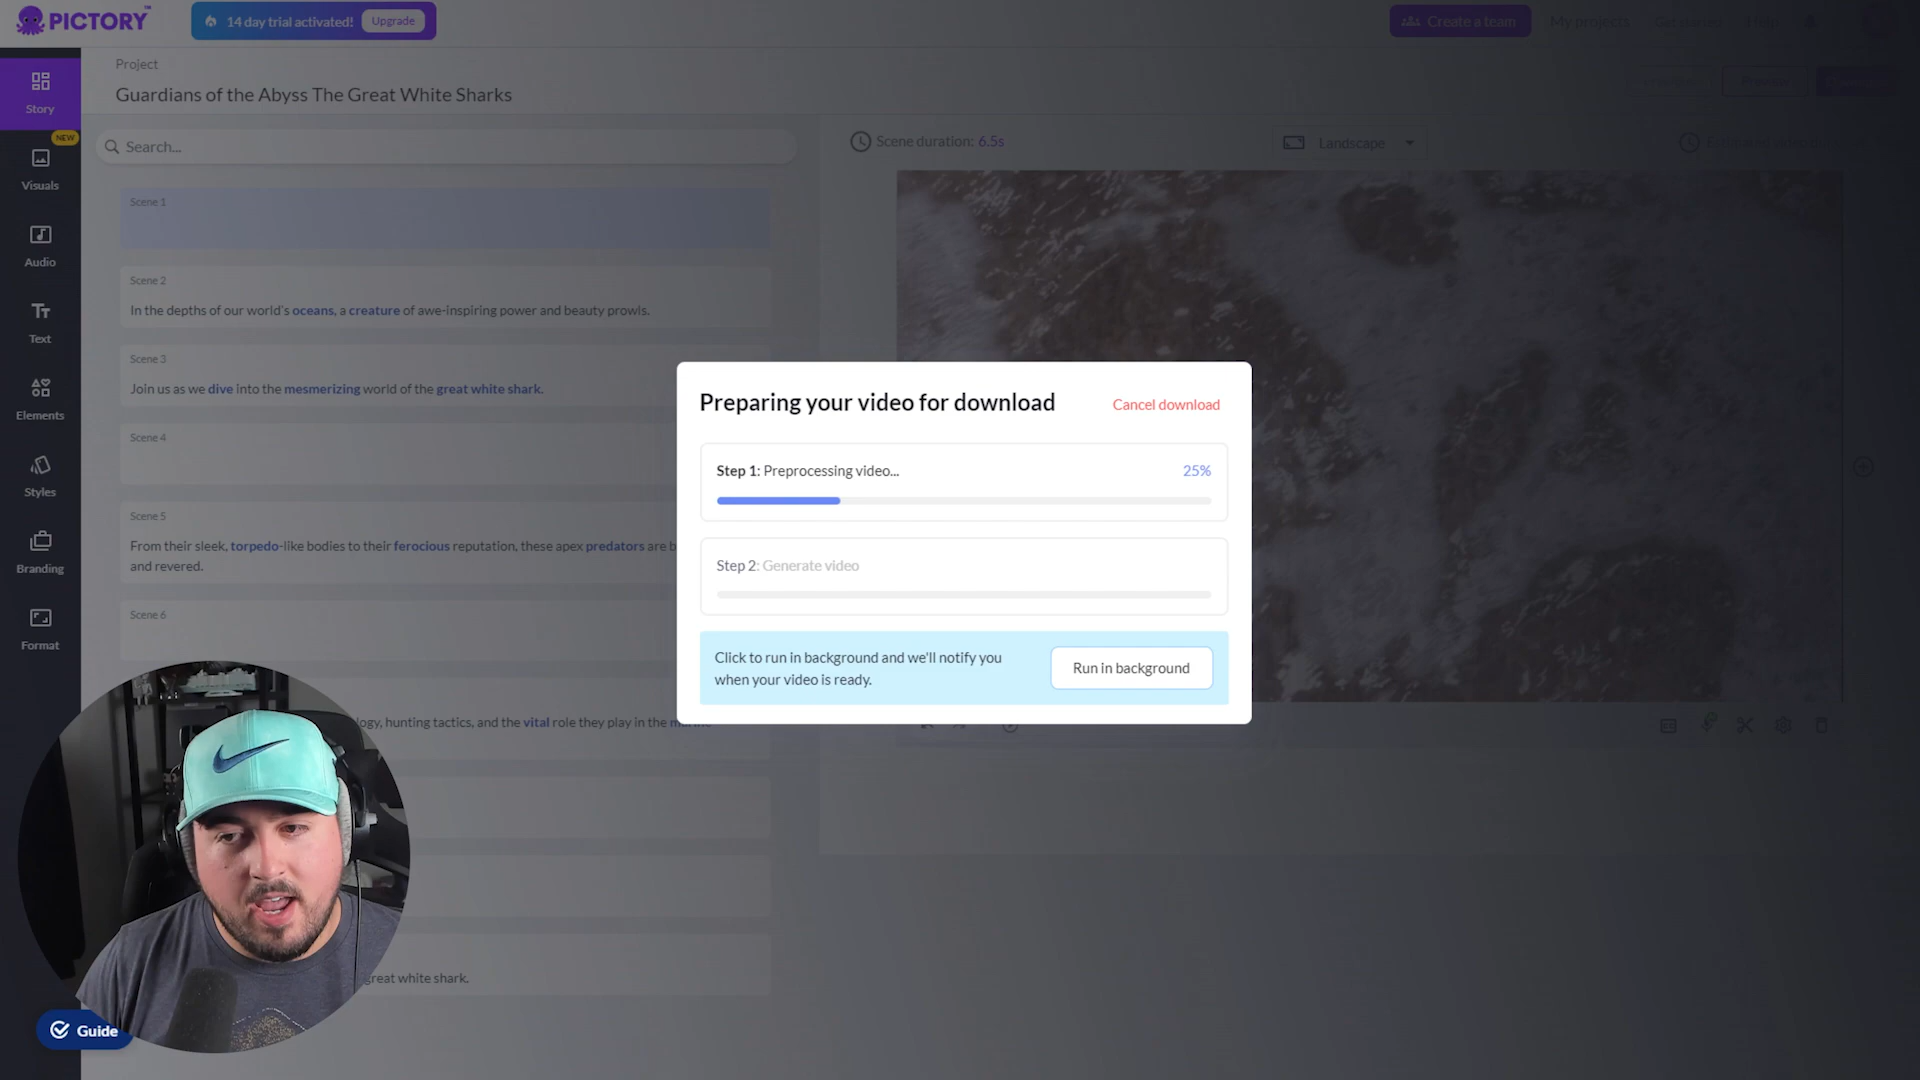 PICTORY™
14 day trial activated!
Upgrade
Create a team
My projects
Get started
Project
Guardians of the Abyss The Great White Sharks
Story
NEW
Visuals
Audio
Text
Elements
Styles
Branding
Format
Guide
Search...
Scene duration: 6.5s
Landscape
Scene 1
Scene 2
In the depths of our world's oceans, a creature of awe-inspiring power and beauty prowls.
Scene 3
Join us as we dive into the mesmerizing world of the great white shark.
Scene 4
Scene 5
From their sleek, torpedo-like bodies to their ferocious reputation, these apex predators are b
and revered.
Scene 6
logy, hunting tactics, and the vital role they play in the marine
great white shark.
Preparing your video for download
Cancel download
Step 1: Preprocessing video...
25%
Step 2: Generate video
Click to run in background and we'll notify you
when your video is ready.
Run in background